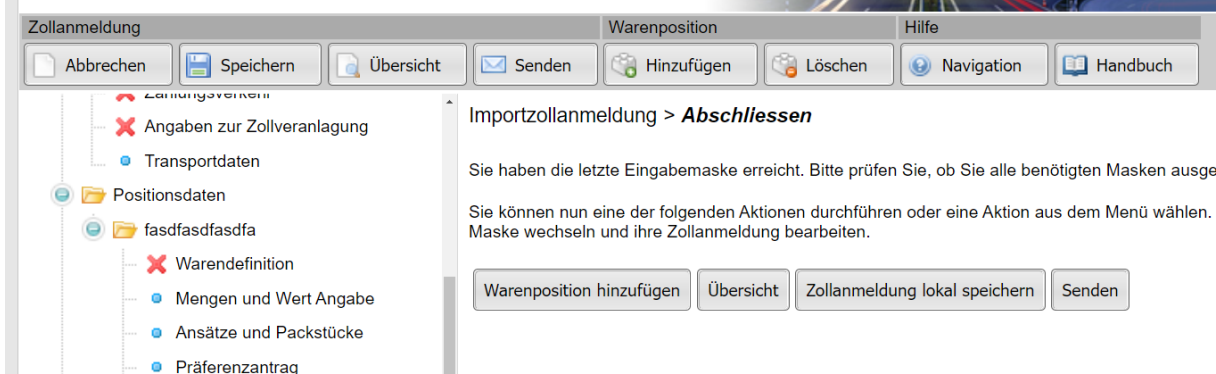 Zollanmeldung Warenposition Hilfe
Abbrechen Speichern Übersicht Senden Hinzufügen Löschen Navigation Handbuch
Zahlungsverkehr
Angaben zur Zollveranlagung
Transportdaten
Positionsdaten
fasdfasdfasdfa
Warendefinition
Mengen und Wert Angabe
Ansätze und Packstücke
Präferenzantrag
Importzollanmeldung > Abschliessen
Sie haben die letzte Eingabemaske erreicht. Bitte prüfen Sie, ob Sie alle benötigten Masken ausge
Sie können nun eine der folgenden Aktionen durchführen oder eine Aktion aus dem Menü wählen.
Maske wechseln und ihre Zollanmeldung bearbeiten.
Warenposition hinzufügen Übersicht Zollanmeldung lokal speichern Senden